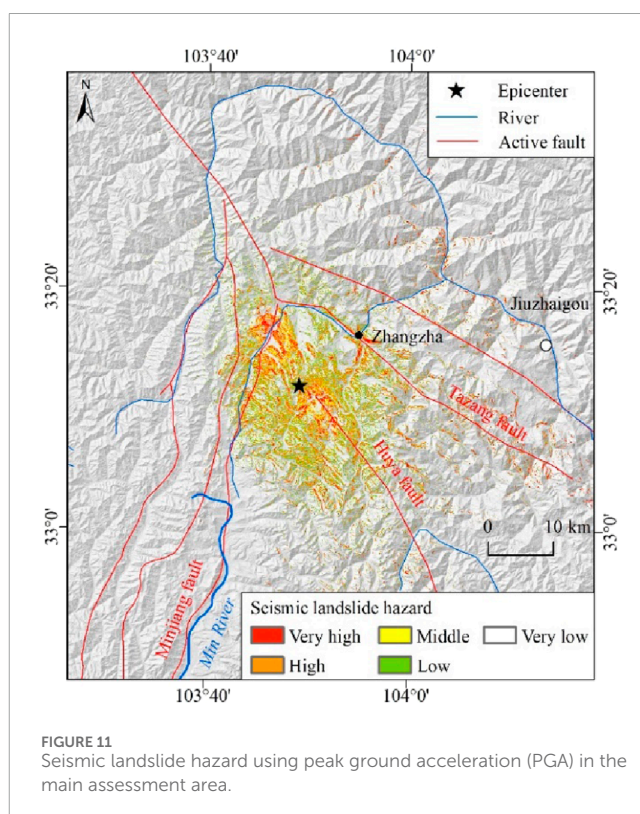 103°40'
104°0'
N
Epicenter
River
Active fault
33°20'
33°20'
Jiuzhaigou
Zhangzha
Tazang fault
Huya fault
33°0'
33°0'
0 10 km
Minjiang fault
Min River
Seismic landslide hazard
Very high Middle Very low
High Low
103°40'
104°0'
FIGURE 11
Seismic landslide hazard using peak ground acceleration (PGA) in the
main assessment area.